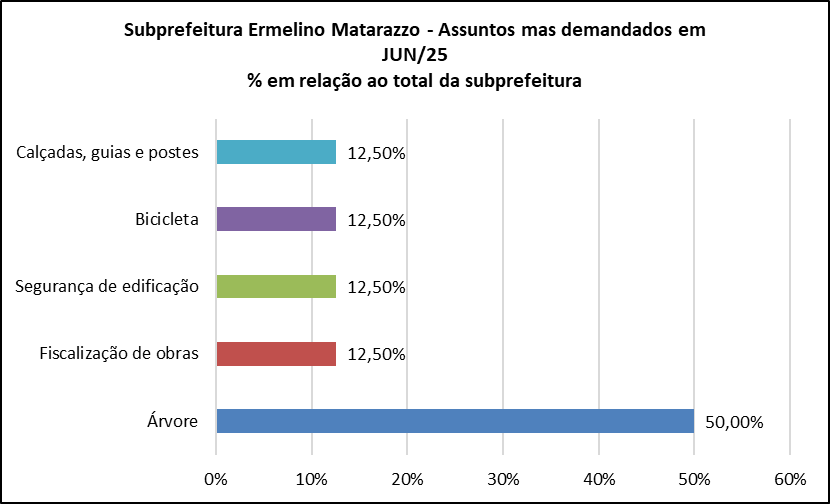 Subprefeitura Ermelino Matarazzo - Assuntos mas demandados em
JUN/25
% em relação ao total da subprefeitura
Calçadas, guias e postes 12,50%
Bicicleta 12,50%
Segurança de edificação 12,50%
Fiscalização de obras 12,50%
Árvore 50,00%
0% 10% 20% 30% 40% 50% 60%